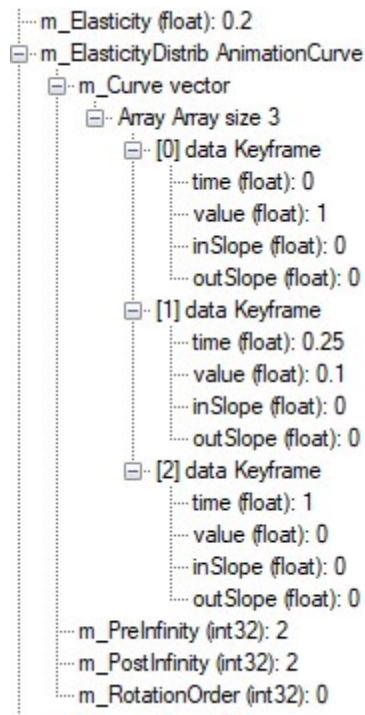 m_Elasticity (float): 0.2
m_ElasticityDistrib AnimationCurve
m_Curve vector
Array Array size 3
[0] data Keyframe
time (float): 0
value (float): 1
inSlope (float): 0
outSlope (float): 0
[1] data Keyframe
time (float): 0.25
value (float): 0.1
inSlope (float): 0
outSlope (float): 0
[2] data Keyframe
time (float): 1
value (float): 0
inSlope (float): 0
outSlope (float): 0
m_PreInfinity (int32): 2
m_PostInfinity (int32): 2
m_RotationOrder (int32): 0